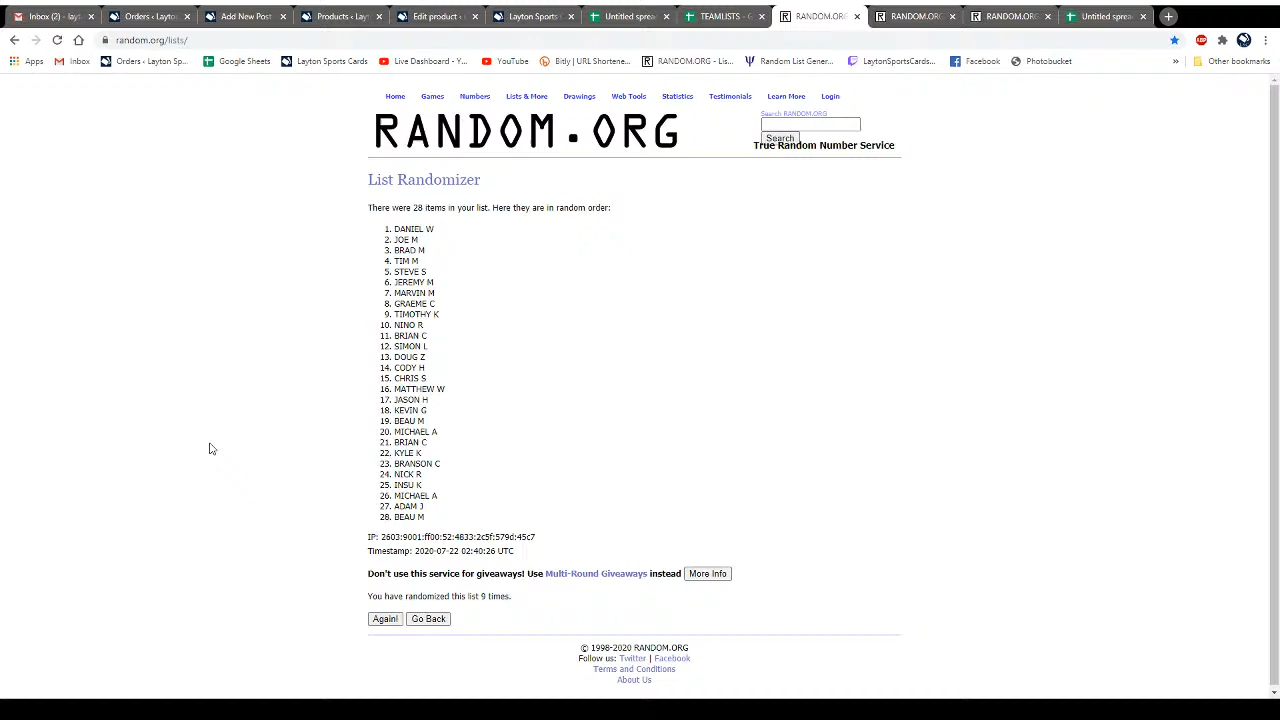 Inbox (2) - layt
Orders ‹ Layto
Add New Post
Products ‹ Layt
Edit product ‹
Layton Sports C
Untitled sprea
TEAMLISTS - G
RANDOM.ORG
RANDOM.ORG
RANDOM.ORG
Untitled sprea
random.org/lists/
ABP
Apps
Inbox
Orders ‹ Layton Sp...
Google Sheets
Layton Sports Cards
Live Dashboard - Y...
YouTube
Bitly | URL Shortene...
RANDOM.ORG - Lis...
Random List Gener...
LaytonSportsCards...
Facebook
Photobucket
»
Other bookmarks
Home Games Numbers Lists & More Drawings Web Tools Statistics Testimonials Learn More Login
RANDOM.ORG
Search RANDOM.ORG
Search
True Random Number Service
List Randomizer
There were 28 items in your list. Here they are in random order:
1. DANIEL W
2. JOE M
3. BRAD M
4. TIM M
5. STEVE S
6. JEREMY M
7. MARVIN M
8. GRAEME C
9. TIMOTHY K
10. NINO R
11. BRIAN C
12. SIMON L
13. DOUG Z
14. CODY H
15. CHRIS S
16. MATTHEW W
17. JASON H
18. KEVIN G
19. BEAU M
20. MICHAEL A
21. BRIAN C
22. KYLE K
23. BRANSON C
24. NICK R
25. INSU K
26. MICHAEL A
27. ADAM J
28. BEAU M
IP: 2603:9001:ff00:52:4833:2c5f:579d:45c7
Timestamp: 2020-07-22 02:40:26 UTC
Don't use this service for giveaways! Use Multi-Round Giveaways instead More Info
You have randomized this list 9 times.
Again! Go Back
© 1998-2020 RANDOM.ORG
Follow us: Twitter | Facebook
Terms and Conditions
About Us